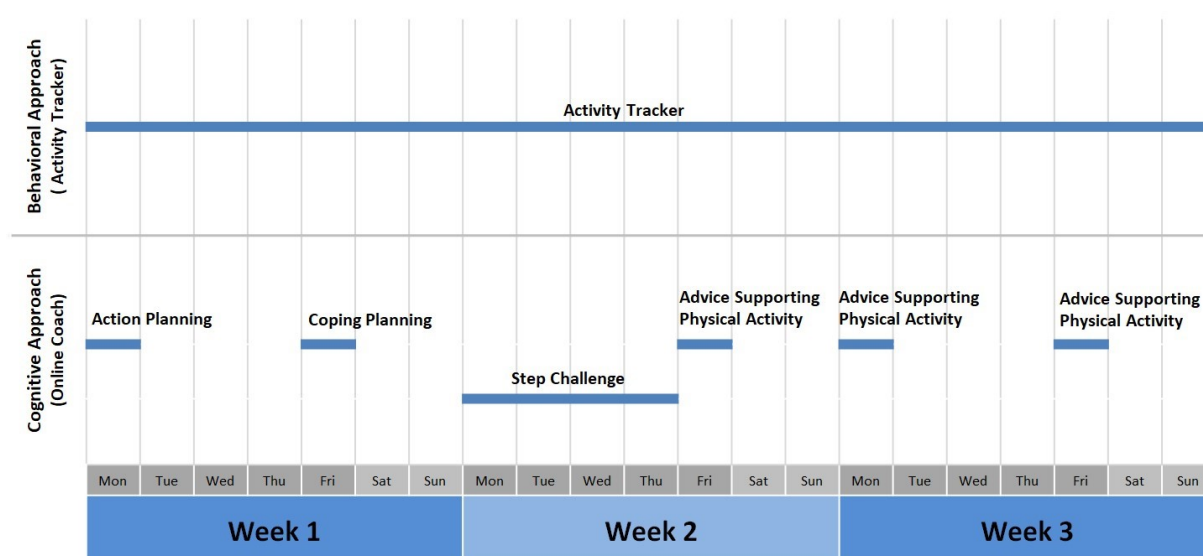 Behavioral Approach
( Activity Tracker)
Activity Tracker
Cognitive Approach
(Online Coach)
Action Planning
Coping Planning
Step Challenge
Advice Supporting
Physical Activity
Advice Supporting
Physical Activity
Advice Supporting
Physical Activity
Mon Tue Wed Thu Fri Sat Sun Mon Tue Wed Thu Fri Sat Sun Mon Tue Wed Thu Fri Sat Sun
Week 1 Week 2 Week 3